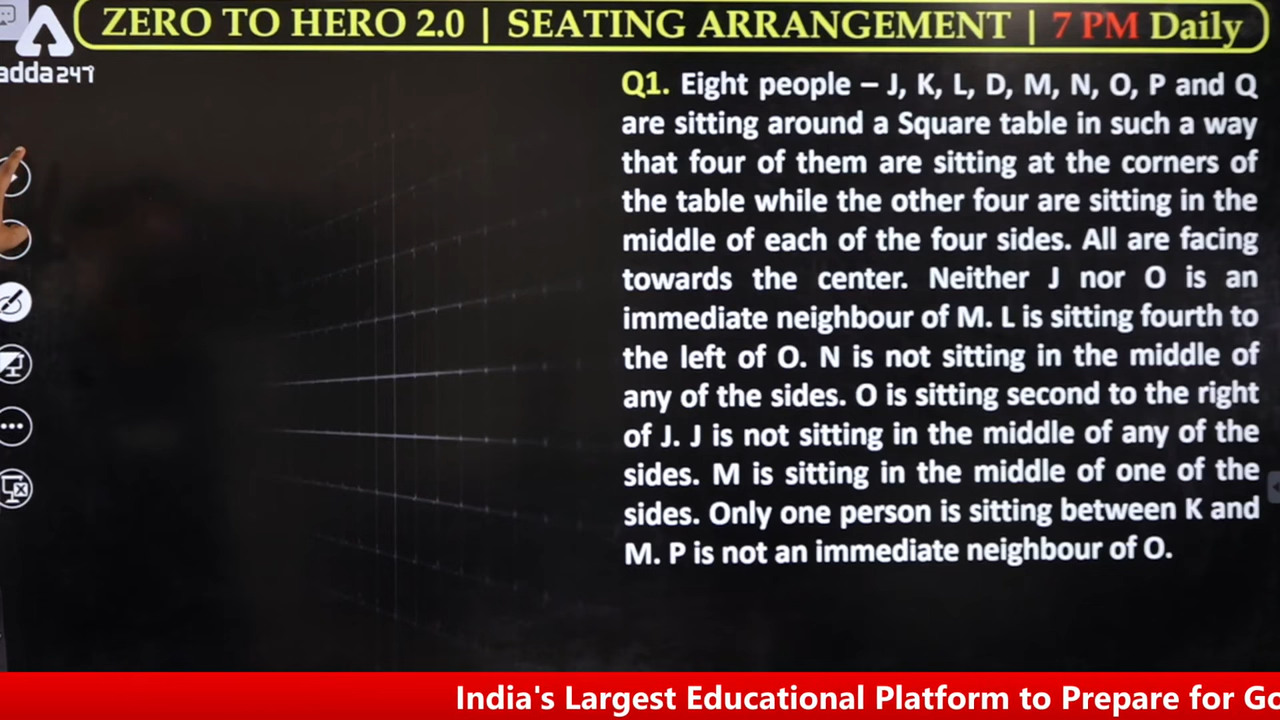 ZERO TO HERO 2.0 | SEATING ARRANGEMENT | 7 PM Daily
adda247
Q1. Eight people – J, K, L, D, M, N, O, P and Q
are sitting around a Square table in such a way
that four of them are sitting at the corners of
the table while the other four are sitting in the
middle of each of the four sides. All are facing
towards the center. Neither J nor O is an
immediate neighbour of M. L is sitting fourth to
the left of O. N is not sitting in the middle of
any of the sides. O is sitting second to the right
of J. J is not sitting in the middle of any of the
sides. M is sitting in the middle of one of the
sides. Only one person is sitting between K and
M. P is not an immediate neighbour of O.
India's Largest Educational Platform to Prepare for Go